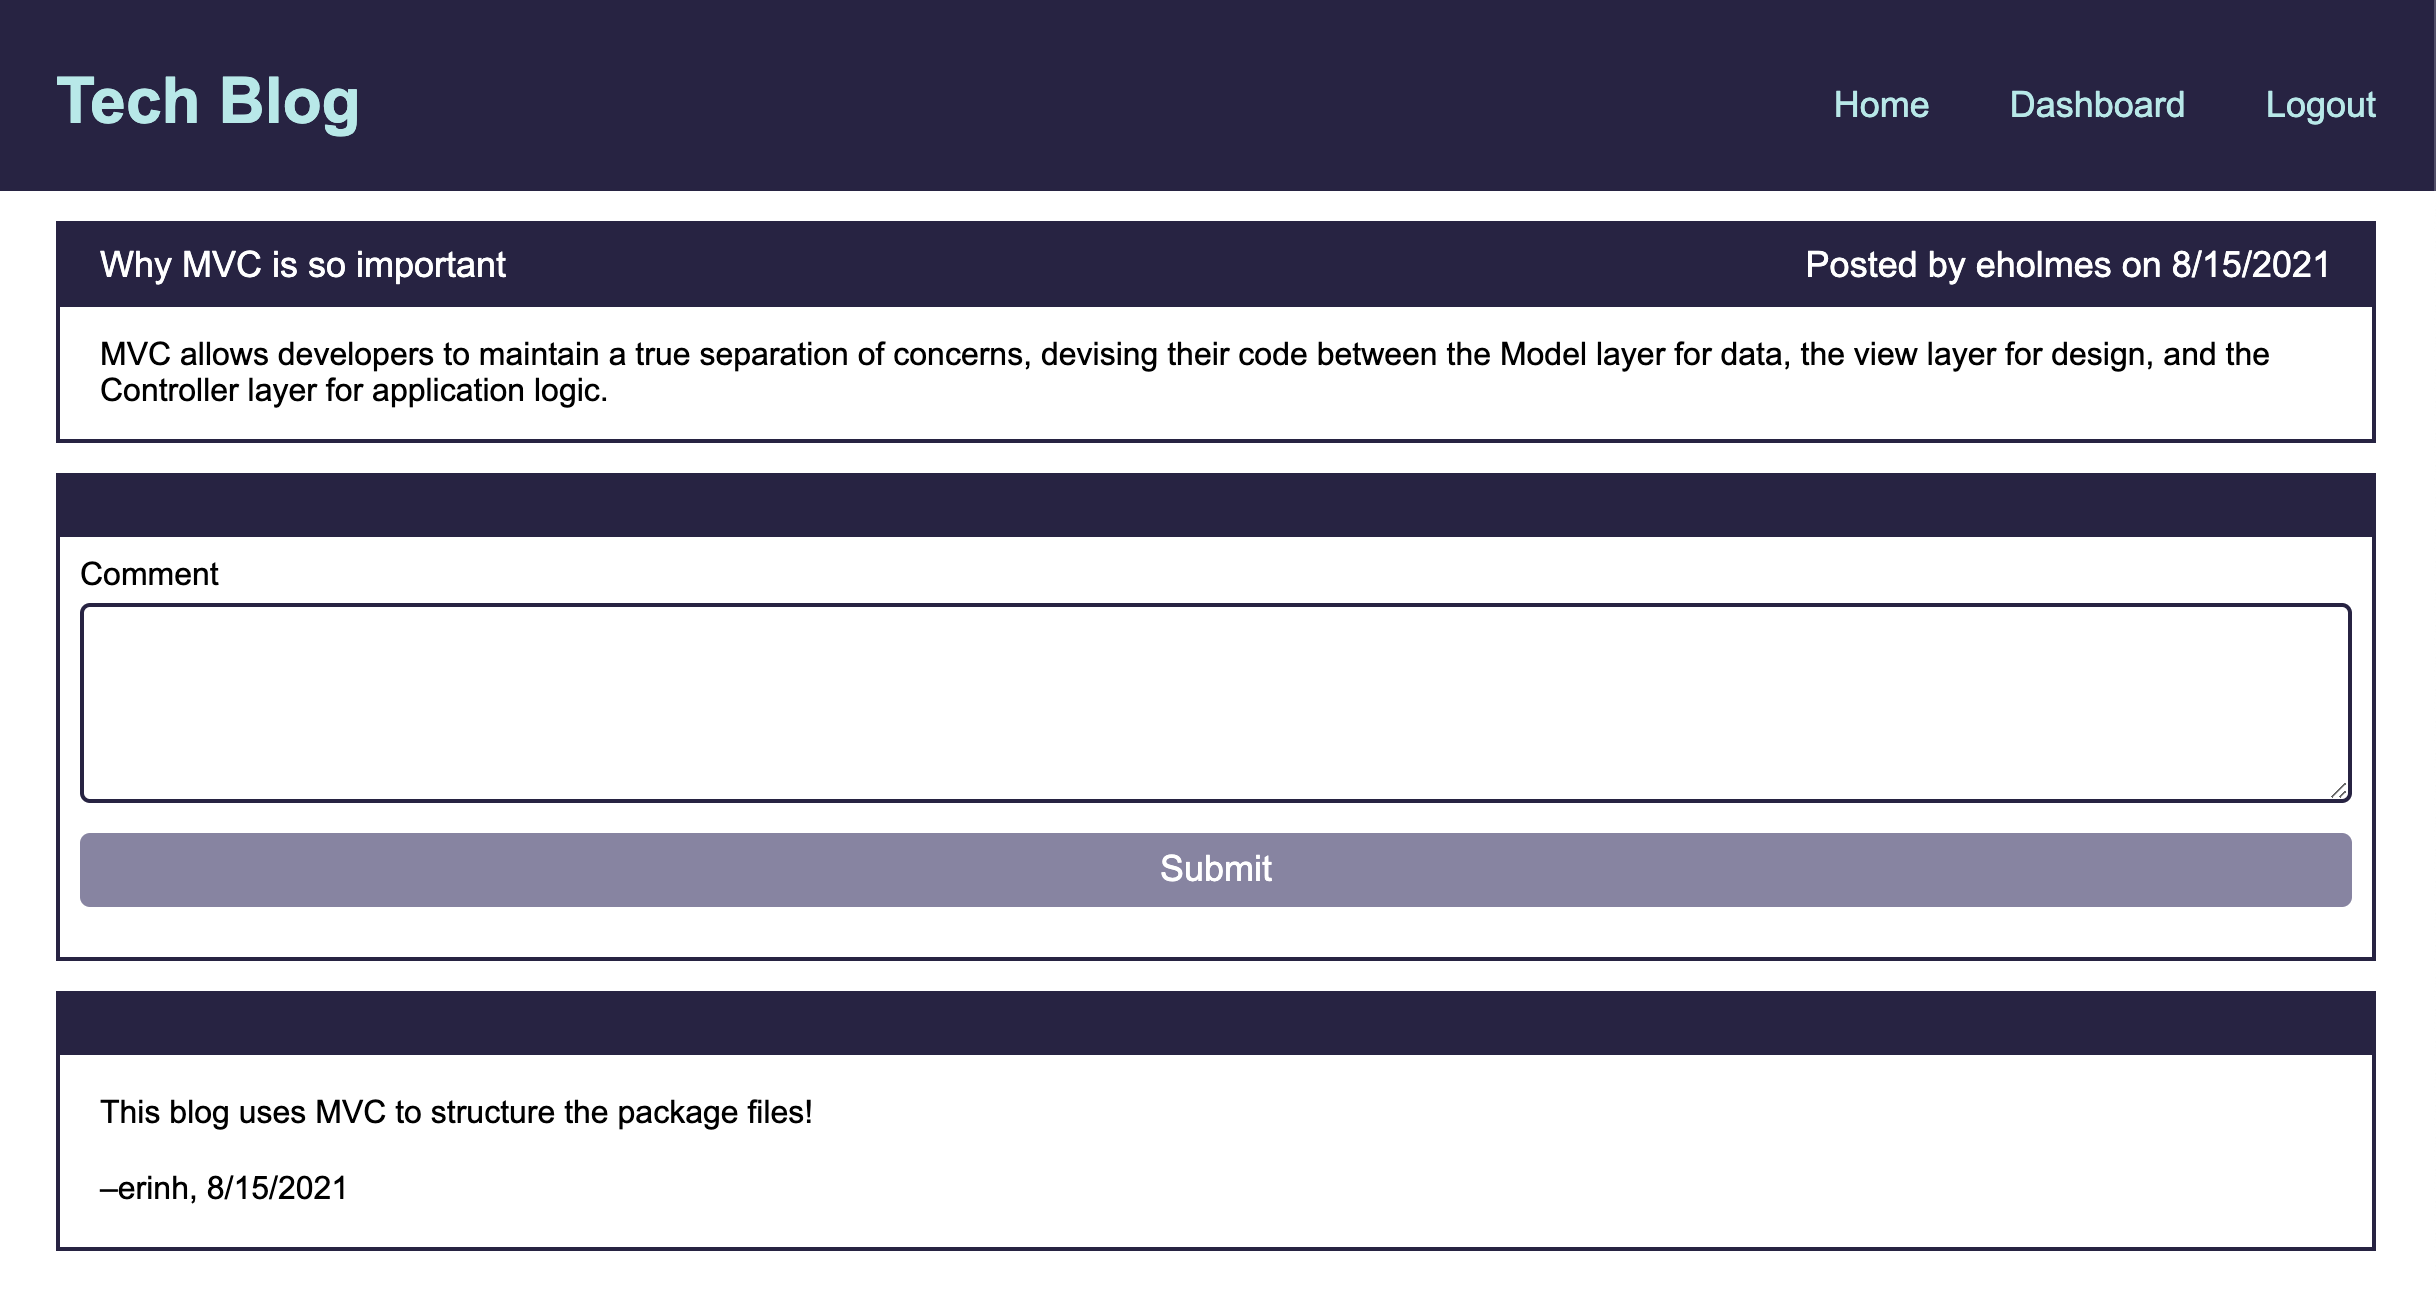 Tech Blog
Home Dashboard Logout
Why MVC is so important Posted by eholmes on 8/15/2021
MVC allows developers to maintain a true separation of concerns, devising their code between the Model layer for data, the view layer for design, and the
Controller layer for application logic.
Comment
Submit
This blog uses MVC to structure the package files!
–erinh, 8/15/2021